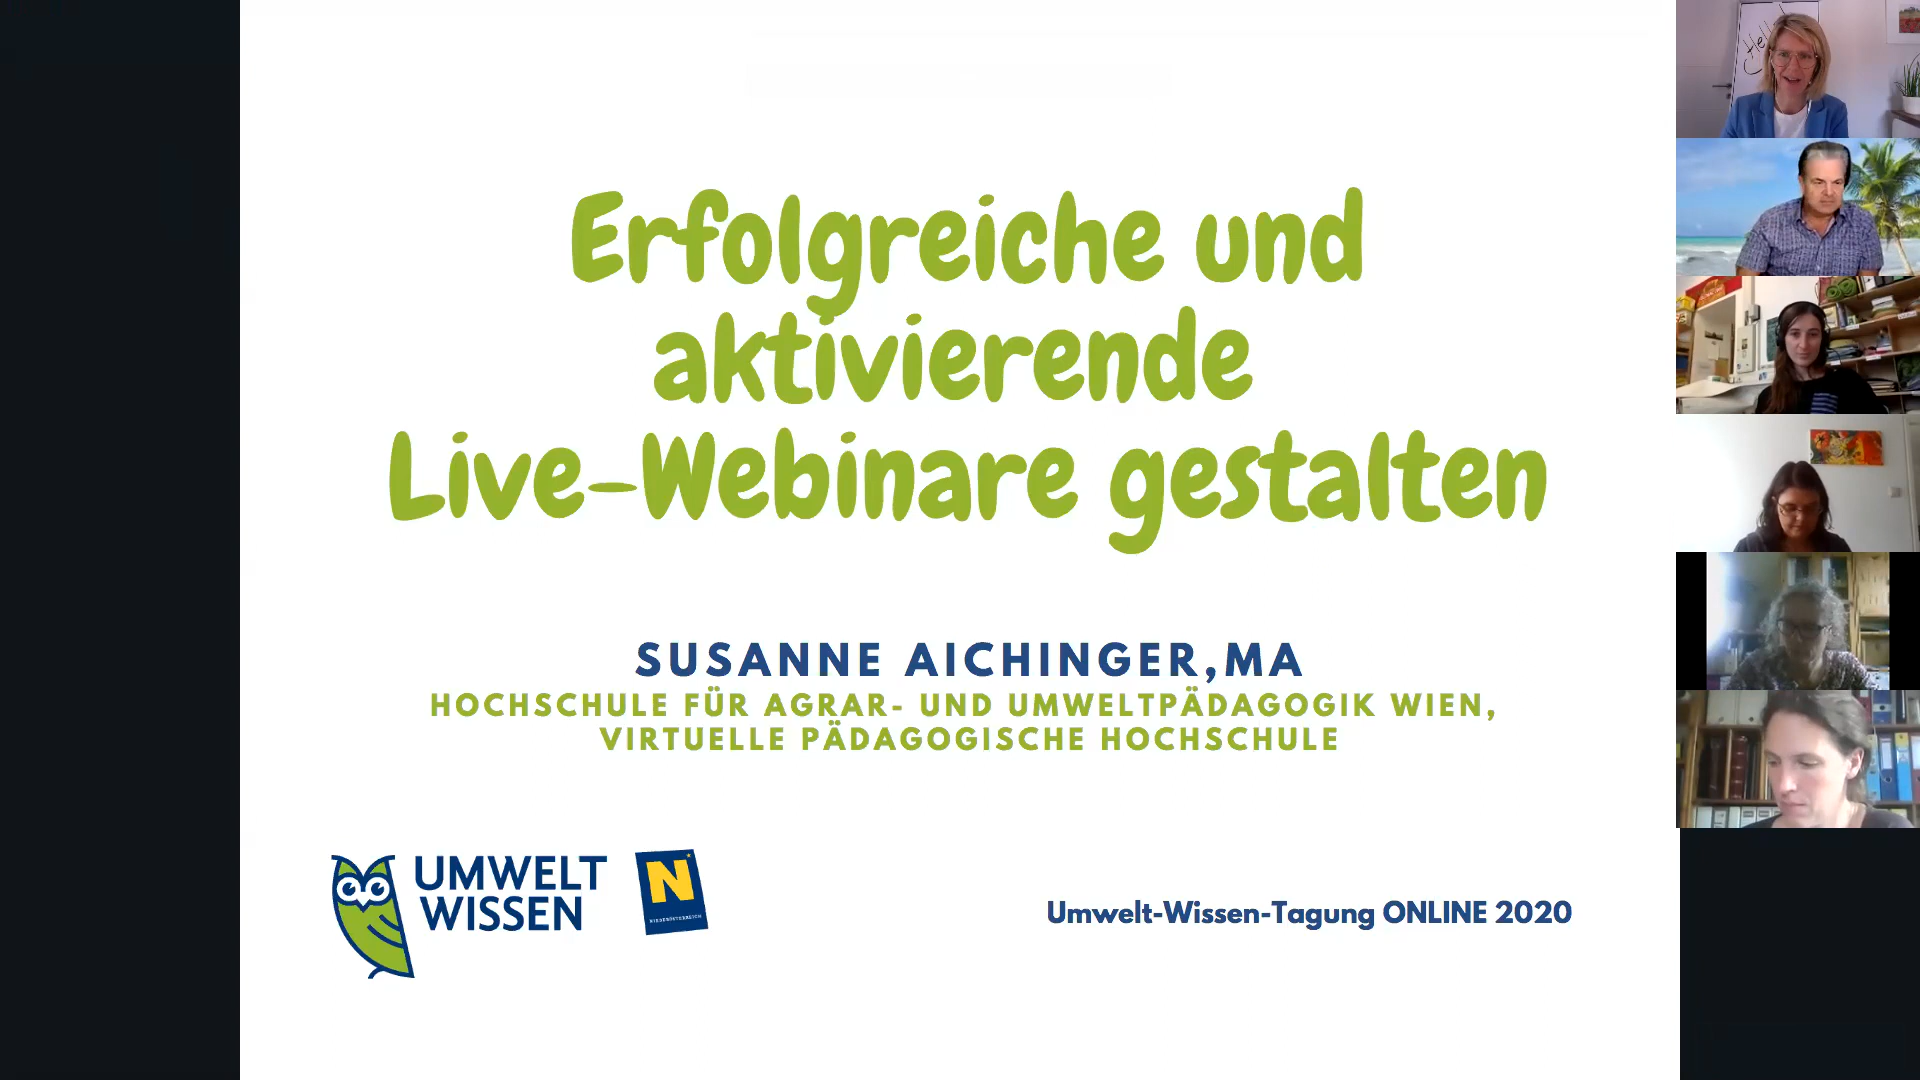 Erfolgreiche und
aktivierende
Live-Webinare gestalten
SUSANNE AICHINGER,MA
HOCHSCHULE FÜR AGRAR- UND UMWELTPÄDAGOGIK WIEN,
VIRTUELLE PÄDAGOGISCHE HOCHSCHULE
UMWELT
WISSEN
N
NIEDERÖSTERREICH
Umwelt-Wissen-Tagung ONLINE 2020